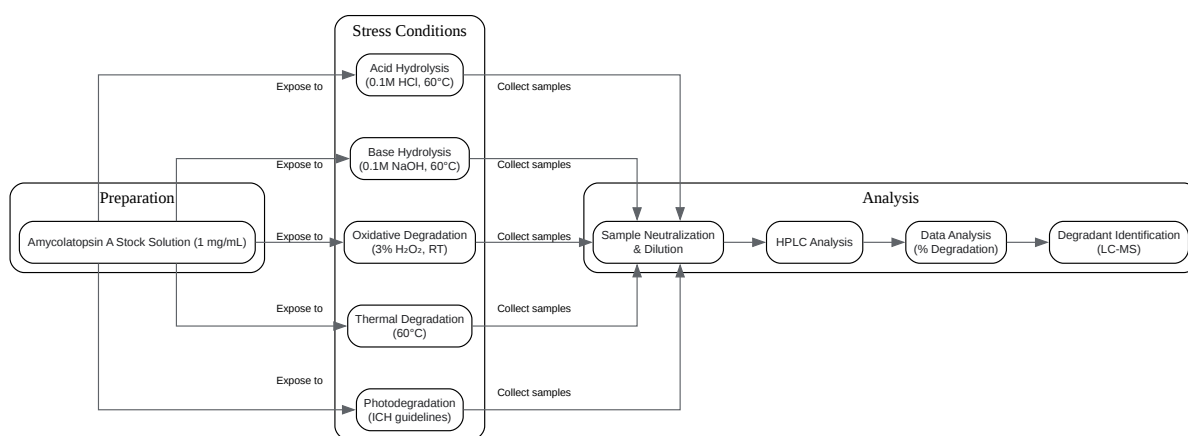 Stress Conditions
Acid Hydrolysis
(0.1M HCl, 60°C)
Expose to
Collect samples
Base Hydrolysis
(0.1M NaOH, 60°C)
Expose to
Collect samples
Preparation
Analysis
Amycolatopsin A Stock Solution (1 mg/mL)
Expose to
Oxidative Degradation
(3% H₂O₂, RT)
Collect samples
Sample Neutralization
& Dilution
HPLC Analysis
Data Analysis
(% Degradation)
Degradant Identification
(LC-MS)
Expose to
Thermal Degradation
(60°C)
Collect samples
Expose to
Photodegradation
(ICH guidelines)
Collect samples